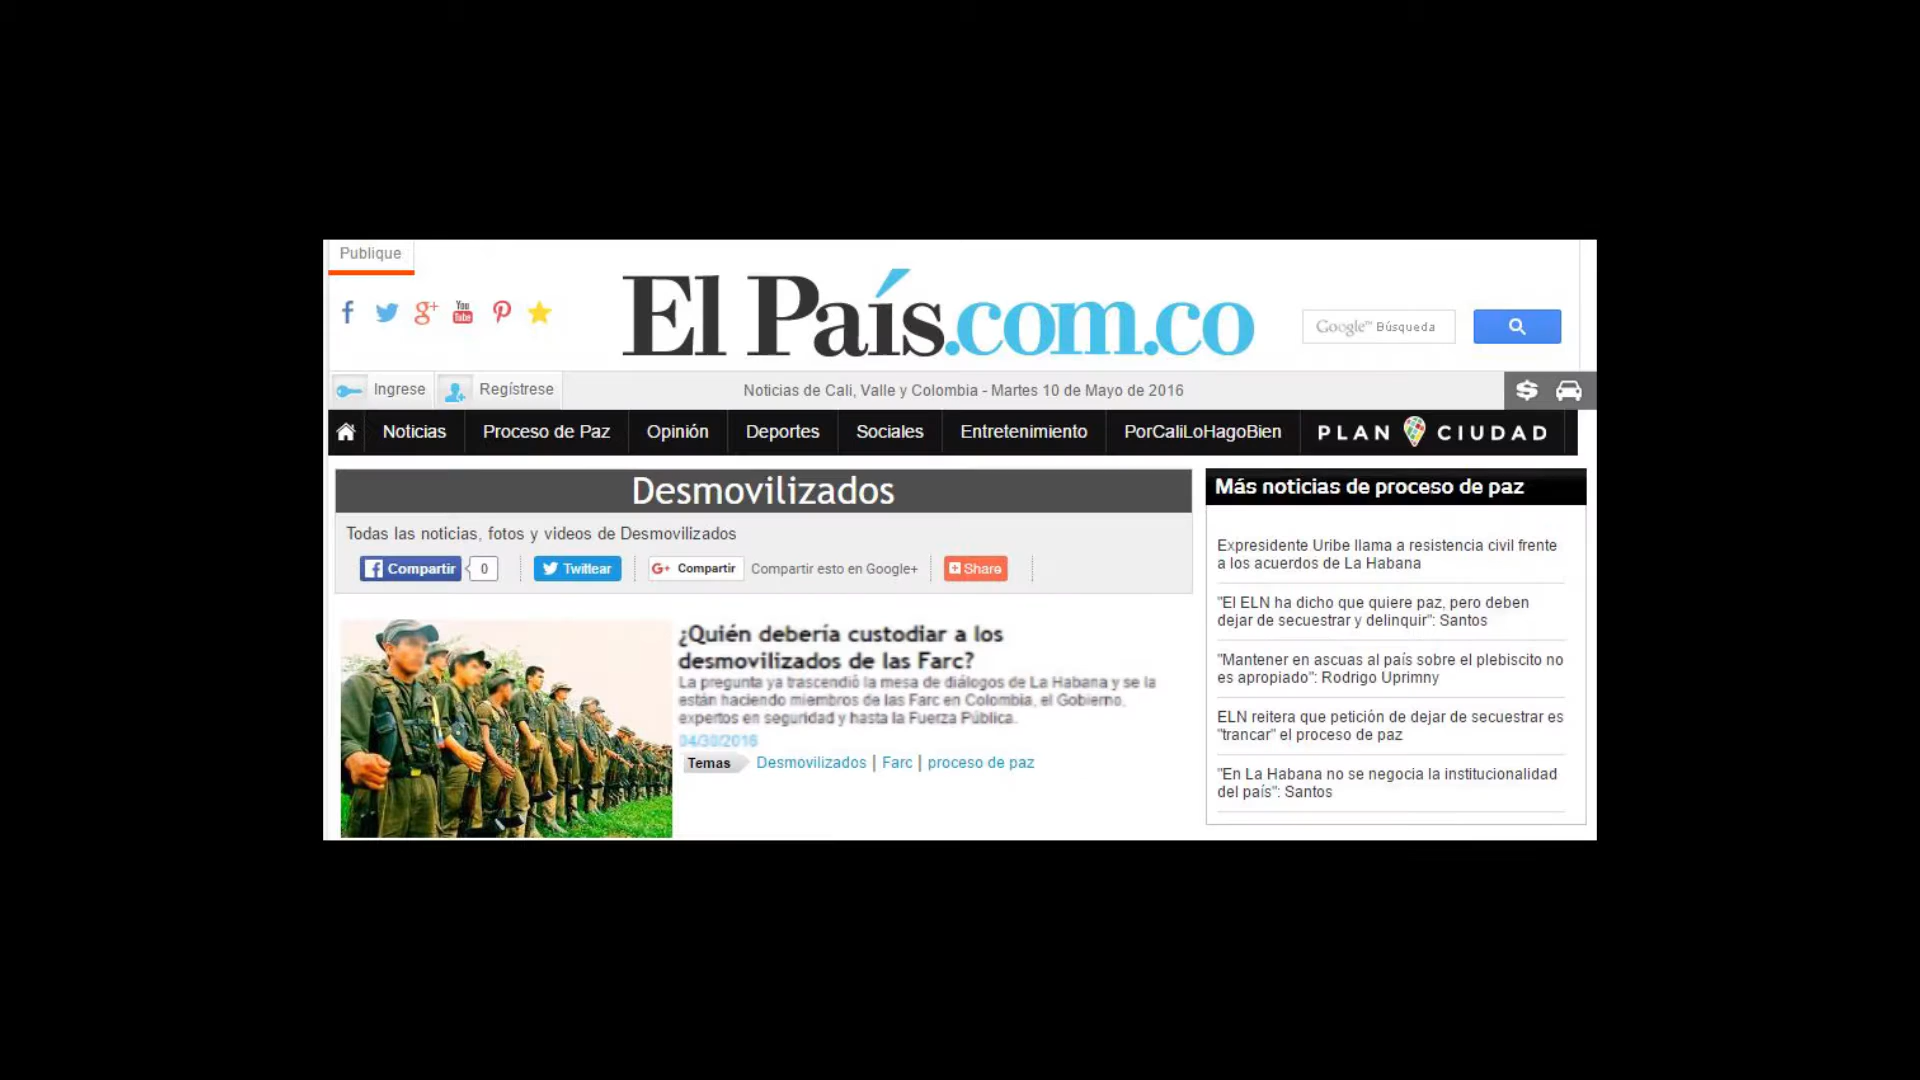 Publique
El País.com.co
You
Tube
Google™ Búsqueda
Ingrese
Regístrese
Noticias de Cali, Valle y Colombia - Martes 10 de Mayo de 2016
Noticias
Proceso de Paz
Opinión
Deportes
Sociales
Entretenimiento
PorCaliLoHagoBien
PLAN CIUDAD
Desmovilizados
Todas las noticias, fotos y videos de Desmovilizados
Compartir
0
Twittear
G+ Compartir
Compartir esto en Google+
Share
¿Quién debería custodiar a los
desmovilizados de las Farc?
La pregunta ya trascendió la mesa de diálogos de La Habana y se la
están haciendo miembros de las Farc en Colombia, el Gobierno,
expertos en seguridad y hasta la Fuerza Pública.
04/30/2016
Temas Desmovilizados | Farc | proceso de paz
Más noticias de proceso de paz
Expresidente Uribe llama a resistencia civil frente
a los acuerdos de La Habana
"El ELN ha dicho que quiere paz, pero deben
dejar de secuestrar y delinquir": Santos
"Mantener en ascuas al país sobre el plebiscito no
es apropiado": Rodrigo Uprimny
ELN reitera que petición de dejar de secuestrar es
"trancar" el proceso de paz
"En La Habana no se negocia la institucionalidad
del país": Santos